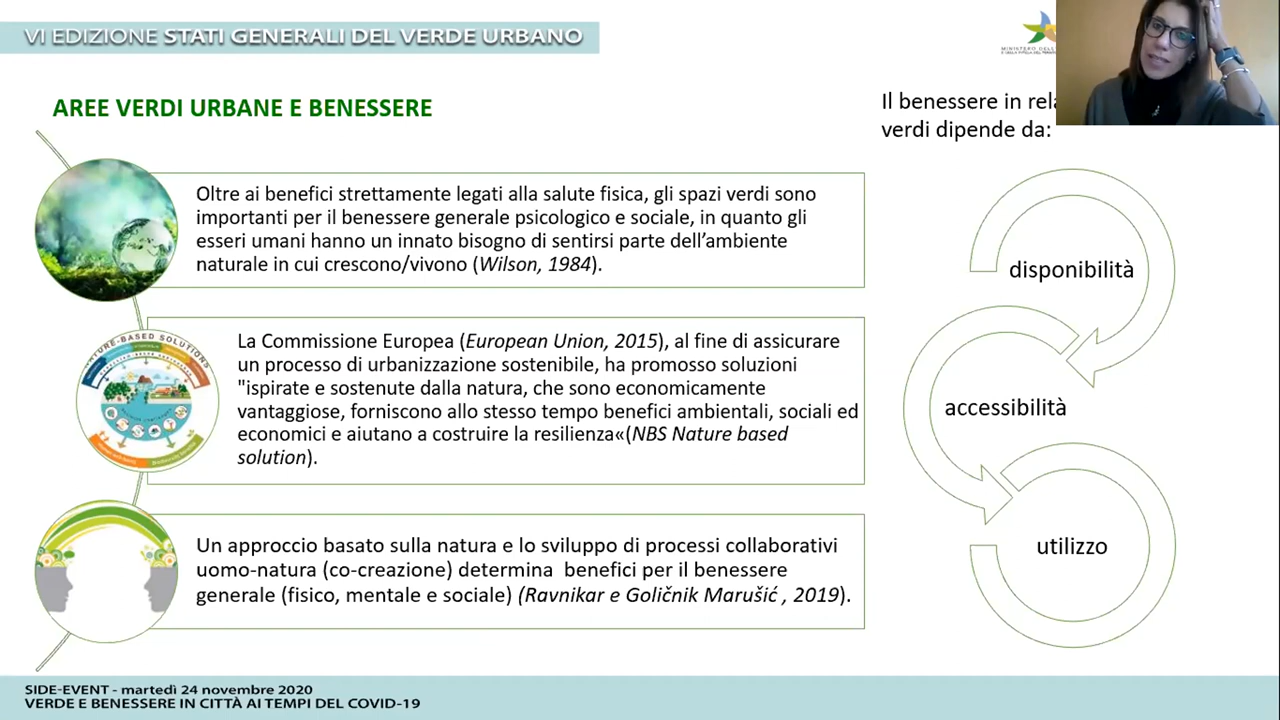 VI EDIZIONE STATI GENERALI DEL VERDE URBANO
AREE VERDI URBANE E BENESSERE
Oltre ai benefici strettamente legati alla salute fisica, gli spazi verdi sono
importanti per il benessere generale psicologico e sociale, in quanto gli
esseri umani hanno un innato bisogno di sentirsi parte dell'ambiente
naturale in cui crescono/vivono (Wilson, 1984).
La Commissione Europea (European Union, 2015), al fine di assicurare
un processo di urbanizzazione sostenibile, ha promosso soluzioni
"ispirate e sostenute dalla natura, che sono economicamente
vantaggiose, forniscono allo stesso tempo benefici ambientali, sociali ed
economici e aiutano a costruire la resilienza«(NBS Nature based
solution).
Un approccio basato sulla natura e lo sviluppo di processi collaborativi
uomo-natura (co-creazione) determina benefici per il benessere
generale (fisico, mentale e sociale) (Ravnikar e Goličnik Marušić , 2019).
Il benessere in rela
verdi dipende da:
disponibilità
accessibilità
utilizzo
SIDE-EVENT - martedì 24 novembre 2020
VERDE E BENESSERE IN CITTÀ AI TEMPI DEL COVID-19